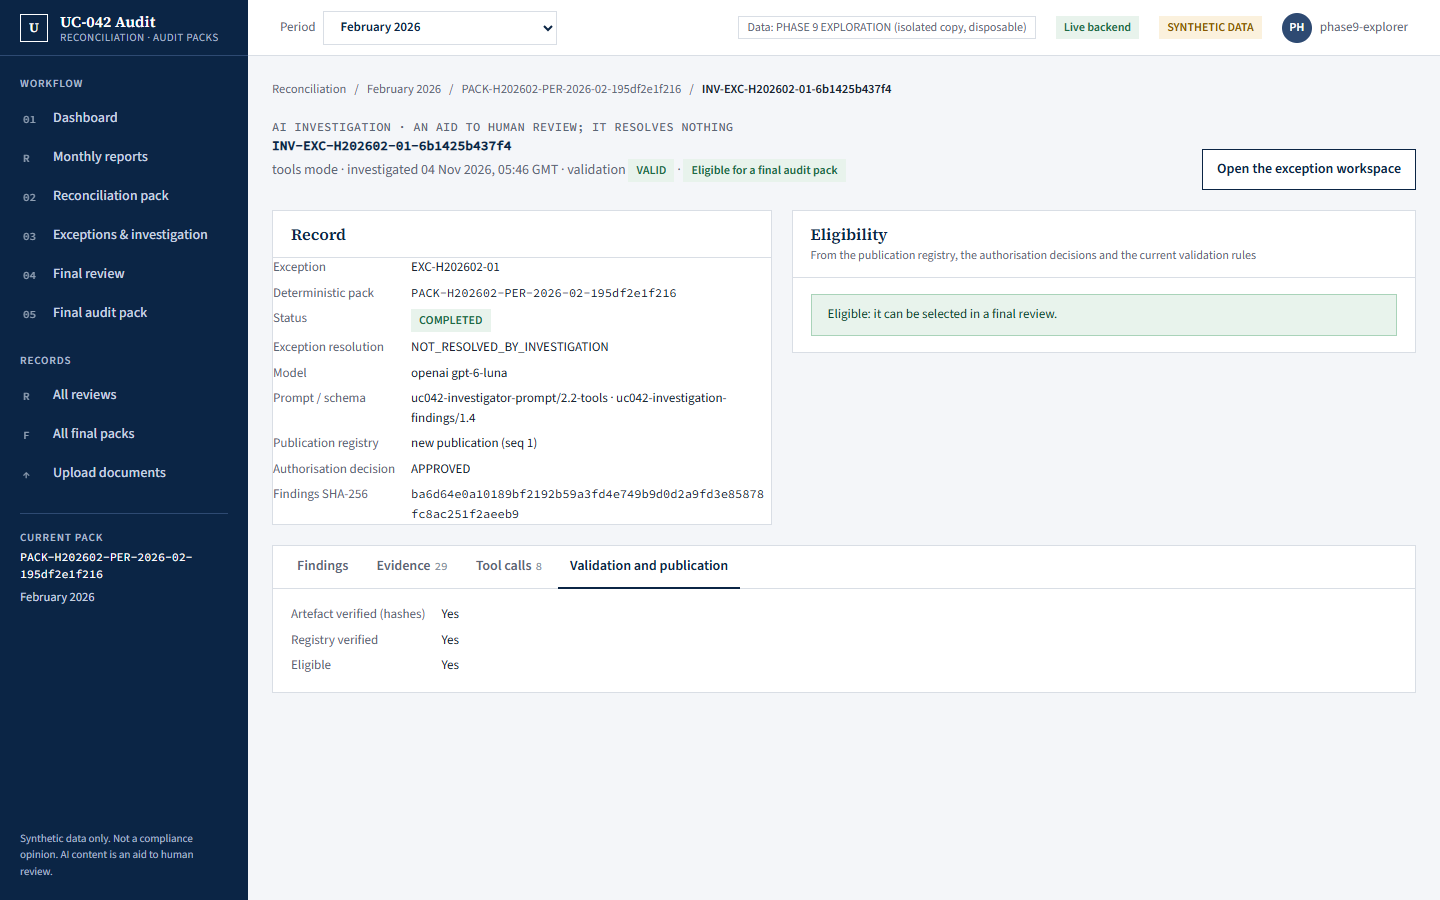 U
UC-042 Audit
RECONCILIATION · AUDIT PACKS
WORKFLOW
01 Dashboard
R Monthly reports
02 Reconciliation pack
03 Exceptions & investigation
04 Final review
05 Final audit pack
RECORDS
R All reviews
F All final packs
↑ Upload documents
CURRENT PACK
PACK-H202602-PER-2026-02-
195df2e1f216
February 2026
Synthetic data only. Not a compliance
opinion. AI content is an aid to human
review.
Period February 2026
Data: PHASE 9 EXPLORATION (isolated copy, disposable)
Live backend
SYNTHETIC DATA
PH phase9-explorer
Reconciliation / February 2026 / PACK-H202602-PER-2026-02-195df2e1f216 / INV-EXC-H202602-01-6b1425b437f4
AI INVESTIGATION · AN AID TO HUMAN REVIEW; IT RESOLVES NOTHING
INV-EXC-H202602-01-6b1425b437f4
tools mode · investigated 04 Nov 2026, 05:46 GMT · validation VALID · Eligible for a final audit pack
Open the exception workspace
Record
Exception EXC-H202602-01
Deterministic pack PACK-H202602-PER-2026-02-195df2e1f216
Status COMPLETED
Exception resolution NOT_RESOLVED_BY_INVESTIGATION
Model openai gpt-6-luna
Prompt / schema uc042-investigator-prompt/2.2-tools · uc042-investigation-
findings/1.4
Publication registry new publication (seq 1)
Authorisation decision APPROVED
Findings SHA-256 ba6d64e0a10189bf2192b59a3fd4e749b9d0d2a9fd3e85878
fc8ac251f2aeeb9
Eligibility
From the publication registry, the authorisation decisions and the current validation rules
Eligible: it can be selected in a final review.
Findings Evidence 29 Tool calls 8 Validation and publication
Artefact verified (hashes) Yes
Registry verified Yes
Eligible Yes